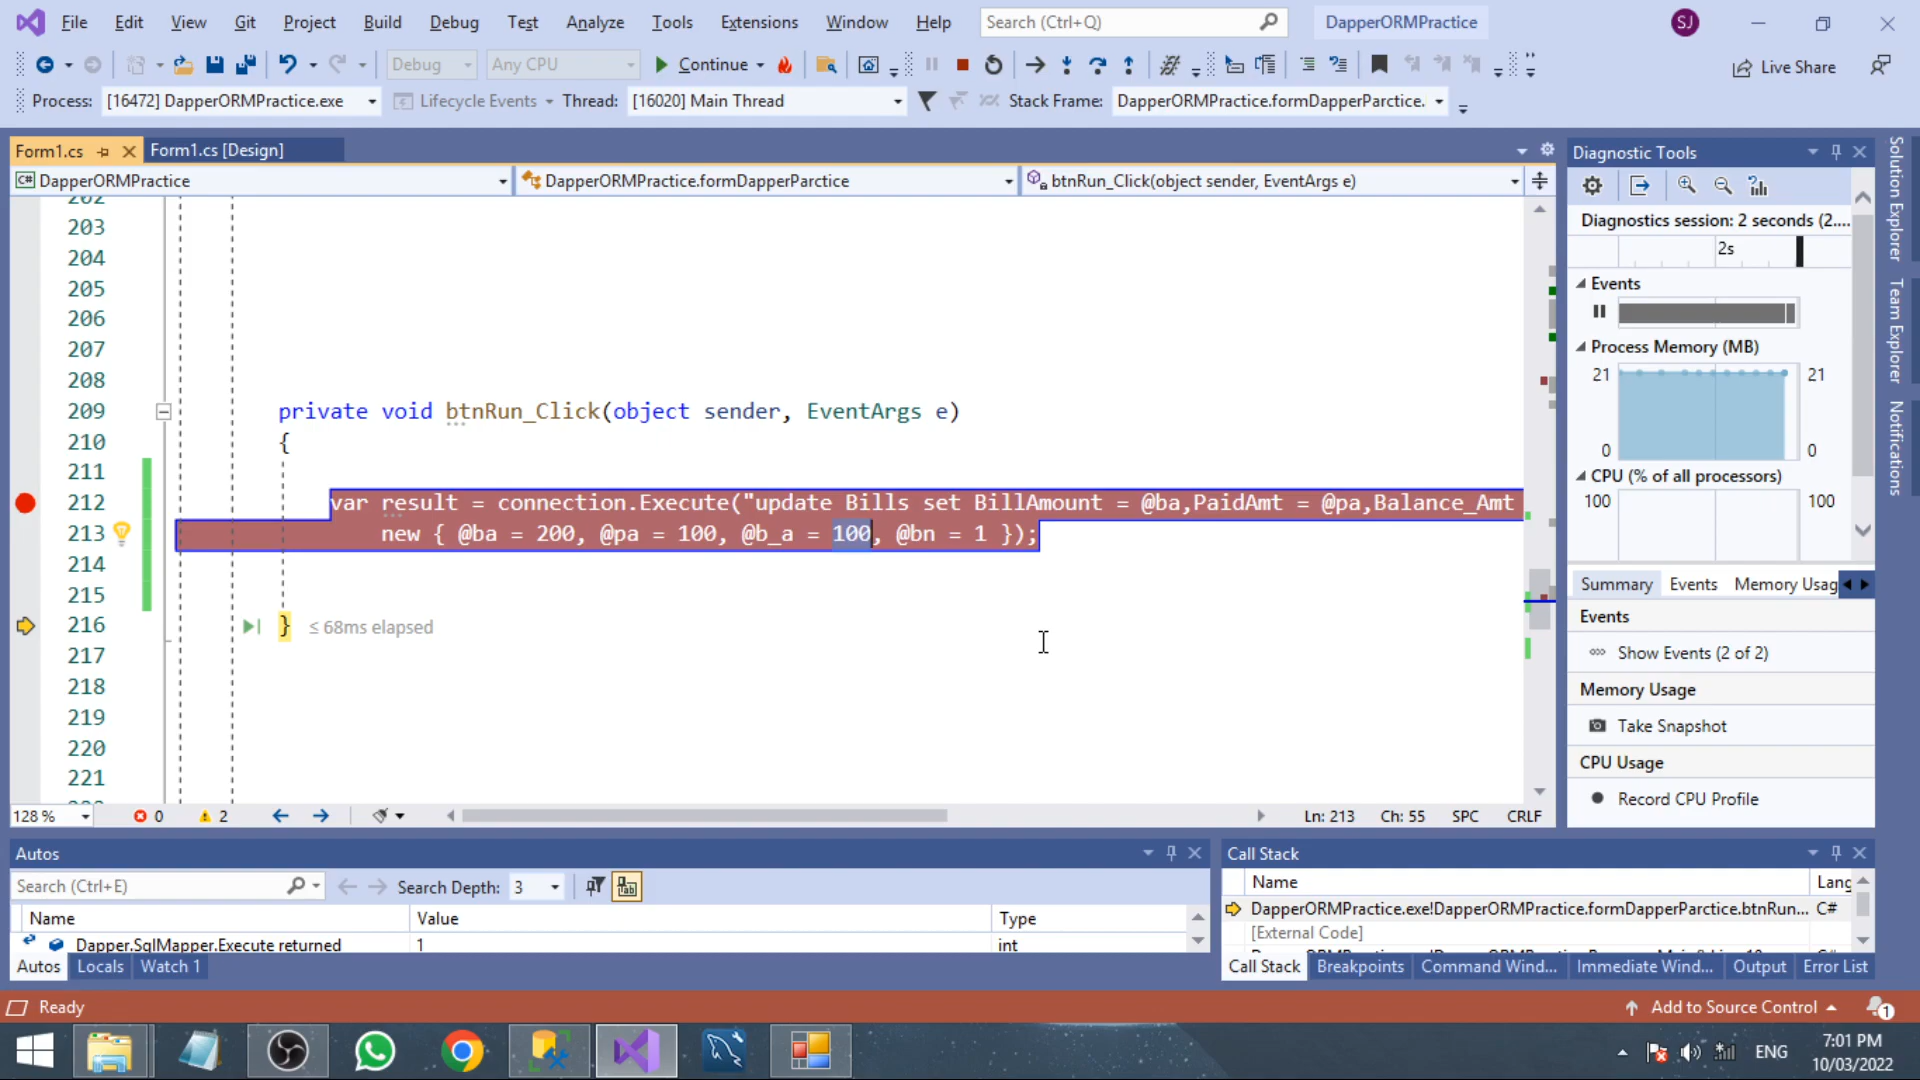 File Edit View Git Project Build Debug Test Analyze Tools Extensions Window Help Search (Ctrl+Q) DapperORMPractice SJ
Debug Any CPU Continue Live Share
Process: [16472] DapperORMPractice.exe Lifecycle Events Thread: [16020] Main Thread Stack Frame: DapperORMPractice.formDapperParctice.
Form1.cs Form1.cs [Design]
C# DapperORMPractice DapperORMPractice.formDapperParctice btnRun_Click(object sender, EventArgs e)
202
203
204
205
206
207
208
209 private void btnRun_Click(object sender, EventArgs e)
210 {
211
212 var result = connection.Execute("update Bills set BillAmount = @ba,PaidAmt = @pa,Balance_Amt
213 new { @ba = 200, @pa = 100, @b_a = 100, @bn = 1 });
214
215
216 } ≤ 68ms elapsed
217
218
219
220
221
128 % 0 2 Ln: 213 Ch: 55 SPC CRLF
Diagnostic Tools
Diagnostics session: 2 seconds (2....
2s
Events
Process Memory (MB)
21 21
0 0
CPU (% of all processors)
100 100
Summary Events Memory Usag
Events
Show Events (2 of 2)
Memory Usage
Take Snapshot
CPU Usage
Record CPU Profile
Solution Explorer
Team Explorer
Notifications
Autos
Search (Ctrl+E) Search Depth: 3
Name Value Type
Dapper.SqlMapper.Execute returned 1 int
Autos Locals Watch 1
Call Stack
Name Lang
DapperORMPractice.exe!DapperORMPractice.formDapperParctice.btnRun... C#
[External Code]
Call Stack Breakpoints Command Wind... Immediate Wind... Output Error List
Ready Add to Source Control 1
ENG 7:01 PM
10/03/2022